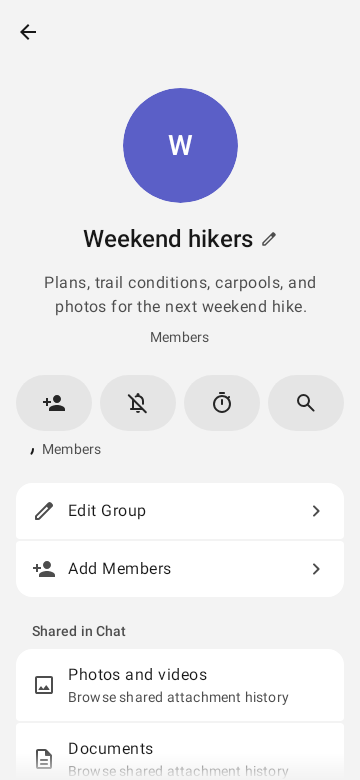 W
Weekend hikers
Plans, trail conditions, carpools, and
photos for the next weekend hike.
Members
Members
Edit Group
Add Members
Shared in Chat
Photos and videos
Browse shared attachment history
Documents
Browse shared attachment history